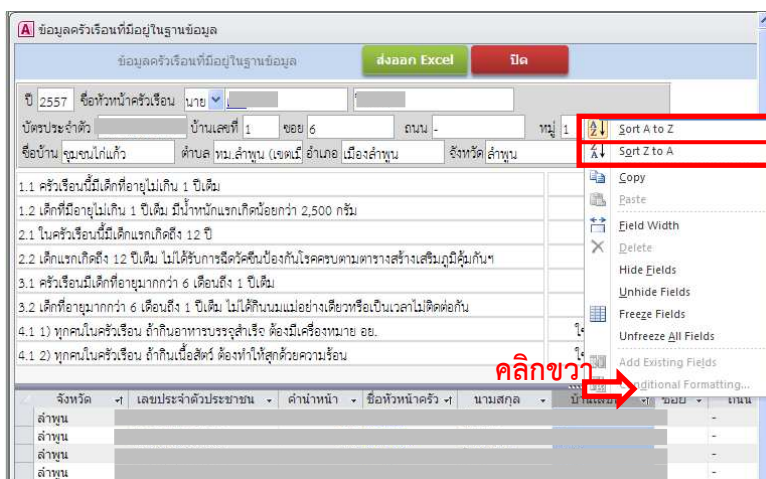 A ข้อมูลครัวเรือนที่มีอยู่ในฐานข้อมูล
ข้อมูลครัวเรือนที่มีอยู่ในฐานข้อมูล ส่งออก Excel ปิด
ปี 2557 ชื่อหัวหน้าครัวเรือน นาย
บัตรประจำตัว บ้านเลขที่ 1 ซอย 6 ถนน - หมู่ 1
ชื่อบ้าน ชุมชนไก่แก้ว ตำบล ทม.ลำพูน (เขตเมื อำเภอ เมืองลำพูน จังหวัด ลำพูน
Sort A to Z
Sort Z to A
Copy
Paste
Field Width
Delete
Hide Fields
Unhide Fields
Freeze Fields
Unfreeze All Fields
Add Existing Fields
Conditional Formatting...
1.1 ครัวเรือนนี้มีเด็กที่อายุไม่เกิน 1 ปีเต็ม
1.2 เด็กที่มีอายุไม่เกิน 1 ปีเต็ม มีน้ำหนักแรกเกิดน้อยกว่า 2,500 กรัม
2.1 ในครัวเรือนนี้มีเด็กแรกเกิดถึง 12 ปี
2.2 เด็กแรกเกิดถึง 12 ปีเต็ม ไม่ได้รับการฉีดวัคซีนป้องกันโรคครบตามตารางสร้างเสริมภูมิคุ้มกันฯ
3.1 ครัวเรือนมีเด็กที่อายุมากกว่า 6 เดือนถึง 1 ปีเต็ม
3.2 เด็กที่อายุมากกว่า 6 เดือนถึง 1 ปีเต็ม ไม่ได้กินนมแม่อย่างเดียวหรือเป็นเวลาไม่ติดต่อกัน
4.1 1) ทุกคนในครัวเรือน ถ้ากินอาหารบรรจุสำเร็จ ต้องมีเครื่องหมาย อย.
4.1 2) ทุกคนในครัวเรือน ถ้ากินเนื้อสัตว์ ต้องทำให้สุกด้วยความร้อน
คลิกขวา
จังหวัด เลขประจำตัวประชาชน คำนำหน้า ชื่อหัวหน้าครัว นามสกุล บ้านเลขที่ ซอย ถนน
ลำพูน -
ลำพูน -
ลำพูน -
ลำพูน -